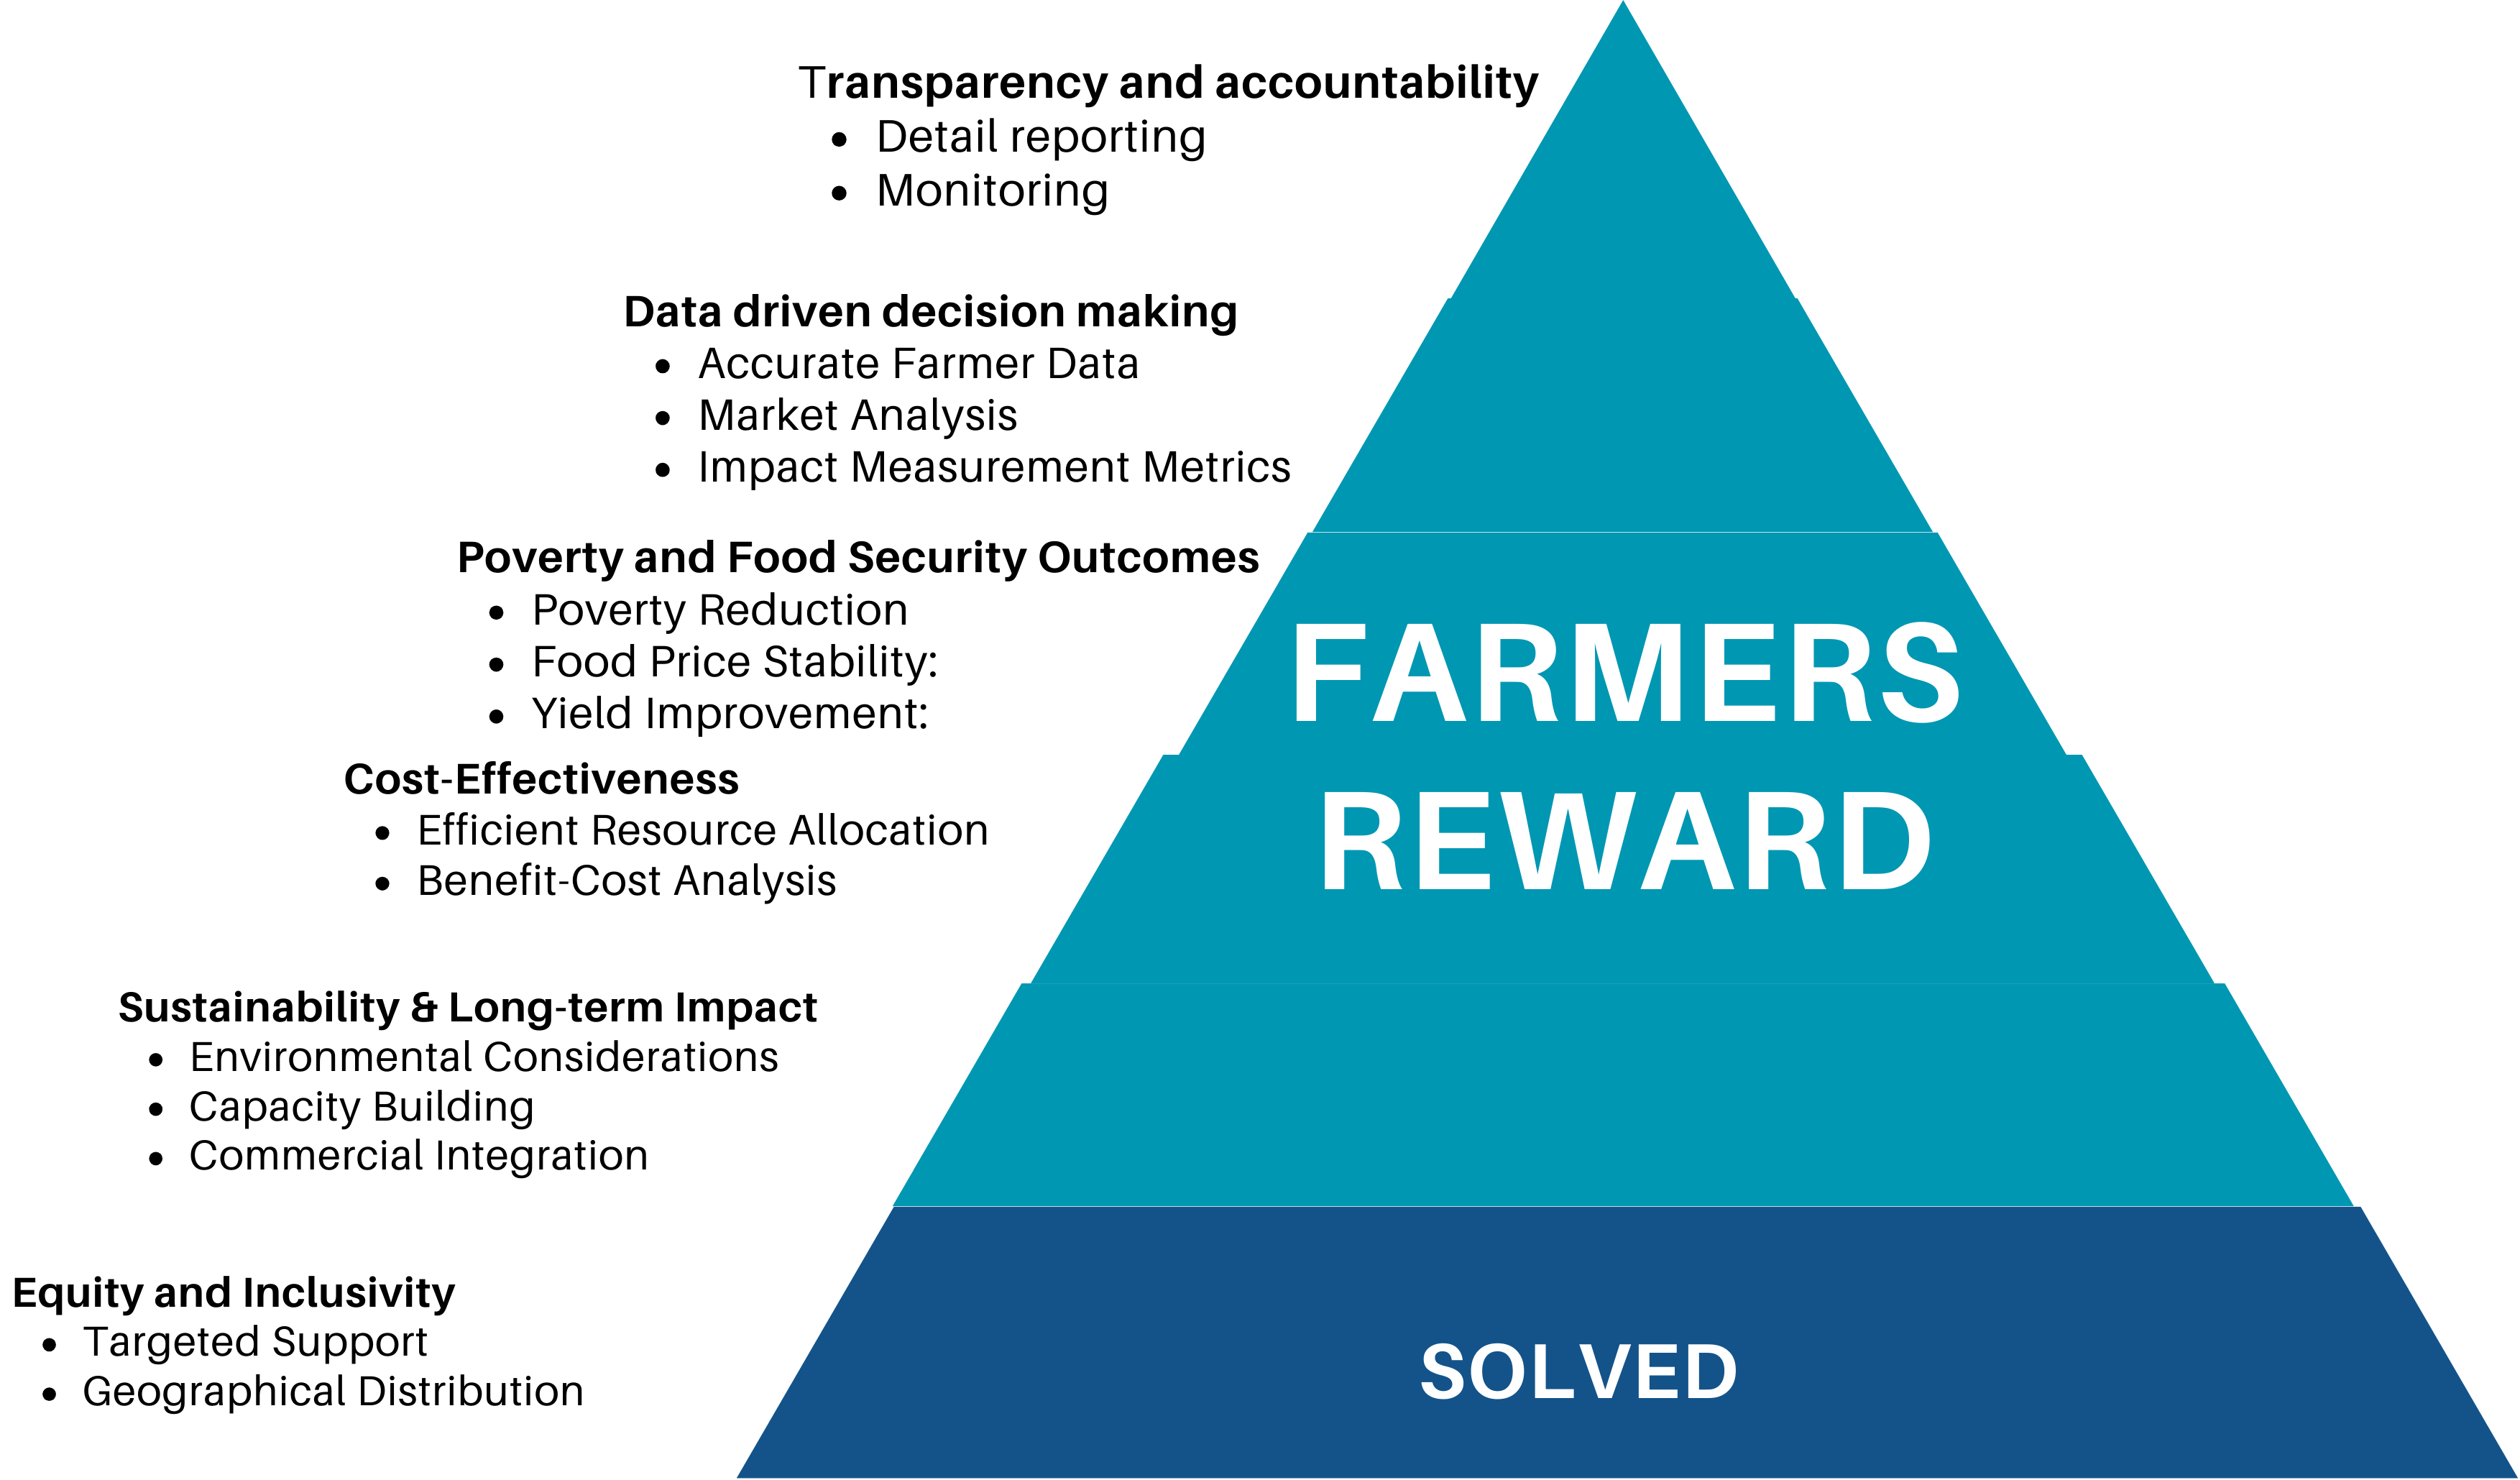 Transparency and accountability
• Detail reporting
• Monitoring
Data driven decision making
• Accurate Farmer Data
• Market Analysis
• Impact Measurement Metrics
Poverty and Food Security Outcomes
• Poverty Reduction
• Food Price Stability:
• Yield Improvement:
Cost-Effectiveness
• Efficient Resource Allocation
• Benefit-Cost Analysis
Sustainability & Long-term Impact
• Environmental Considerations
• Capacity Building
• Commercial Integration
Equity and Inclusivity
• Targeted Support
• Geographical Distribution
FARMERS
REWARD
SOLVED